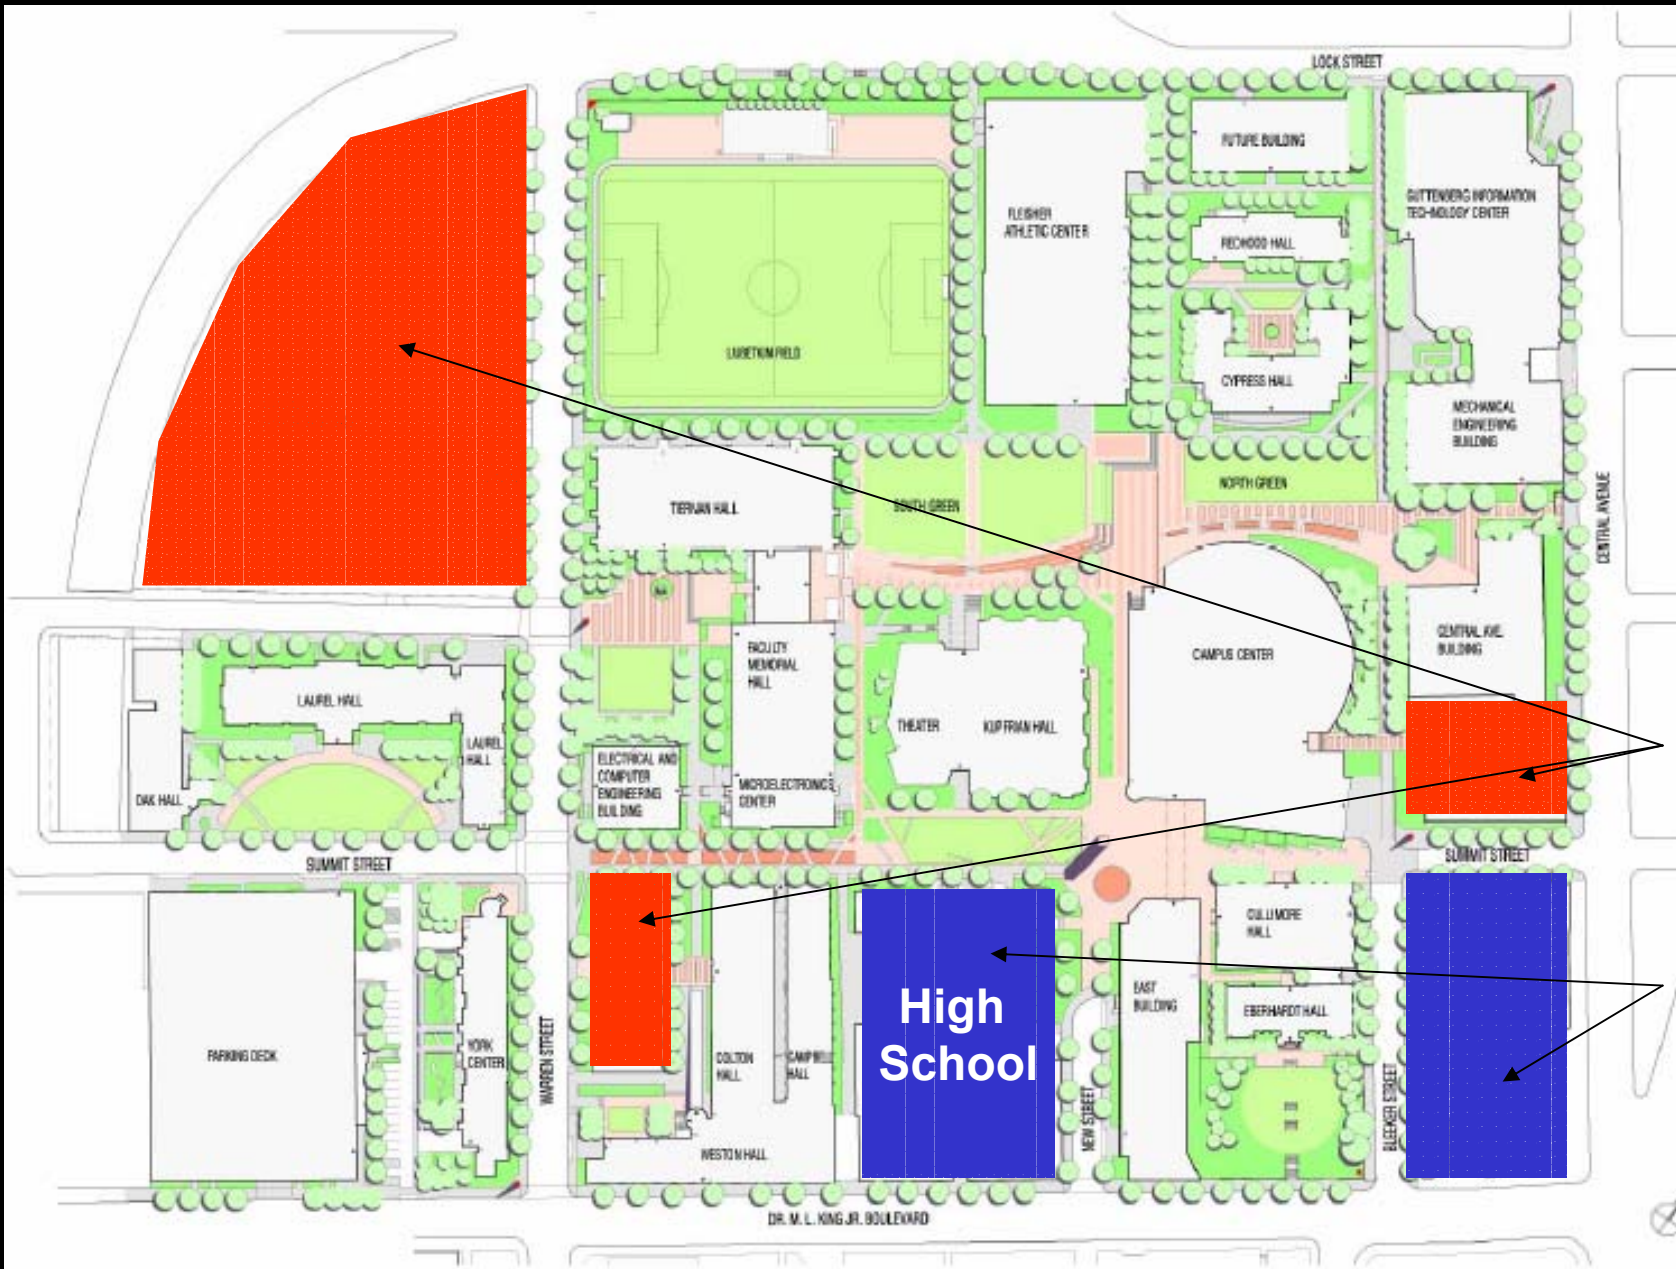 LOCK STREET
FUTURE BUILDING
GUTTENBERG INFORMATION
TECHNOLOGY CENTER
FLEISHER
ATHLETIC CENTER
REDWOOD HALL
LUBETKIN FIELD
CYPRESS HALL
MECHANICAL
ENGINEERING
BUILDING
NORTH GREEN
SOUTH GREEN
TIERNAN HALL
CENTRAL AVENUE
CENTRAL AVE.
BUILDING
CAMPUS CENTER
FACULTY
MEMORIAL
HALL
LAUREL HALL
THEATER
KUPFRIAN HALL
LAUREL
HALL
ELECTRICAL AND
COMPUTER
ENGINEERING
BUILDING
MICROELECTRONICS
CENTER
OAK HALL
SUMMIT STREET
SUMMIT STREET
CULLIMORE
HALL
EAST
BUILDING
High
School
EBERHARDT HALL
PARKING DECK
YORK
CENTER
WARREN STREET
COLTON
HALL
CAMPBELL
HALL
NEW STREET
BLEEKER STREET
WESTON HALL
DR. M. L. KING JR. BOULEVARD